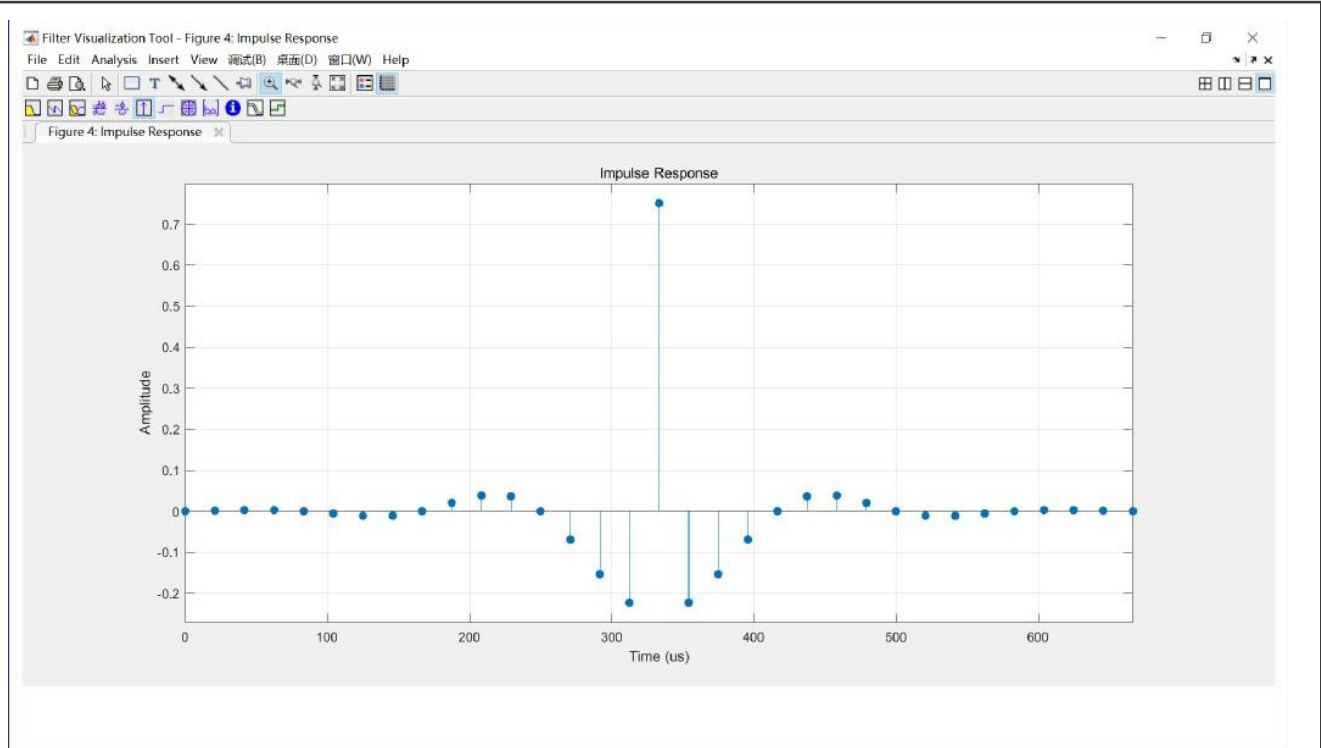 Filter Visualization Tool - Figure 4: Impulse Response
File Edit Analysis Insert View 调试(B) 桌面(D) 窗口(W) Help
Figure 4: Impulse Response
Impulse Response
0.7
0.6
0.5
0.4
0.3
0.2
0.1
0
-0.1
-0.2
Amplitude
0 100 200 300 400 500 600
Time (us)